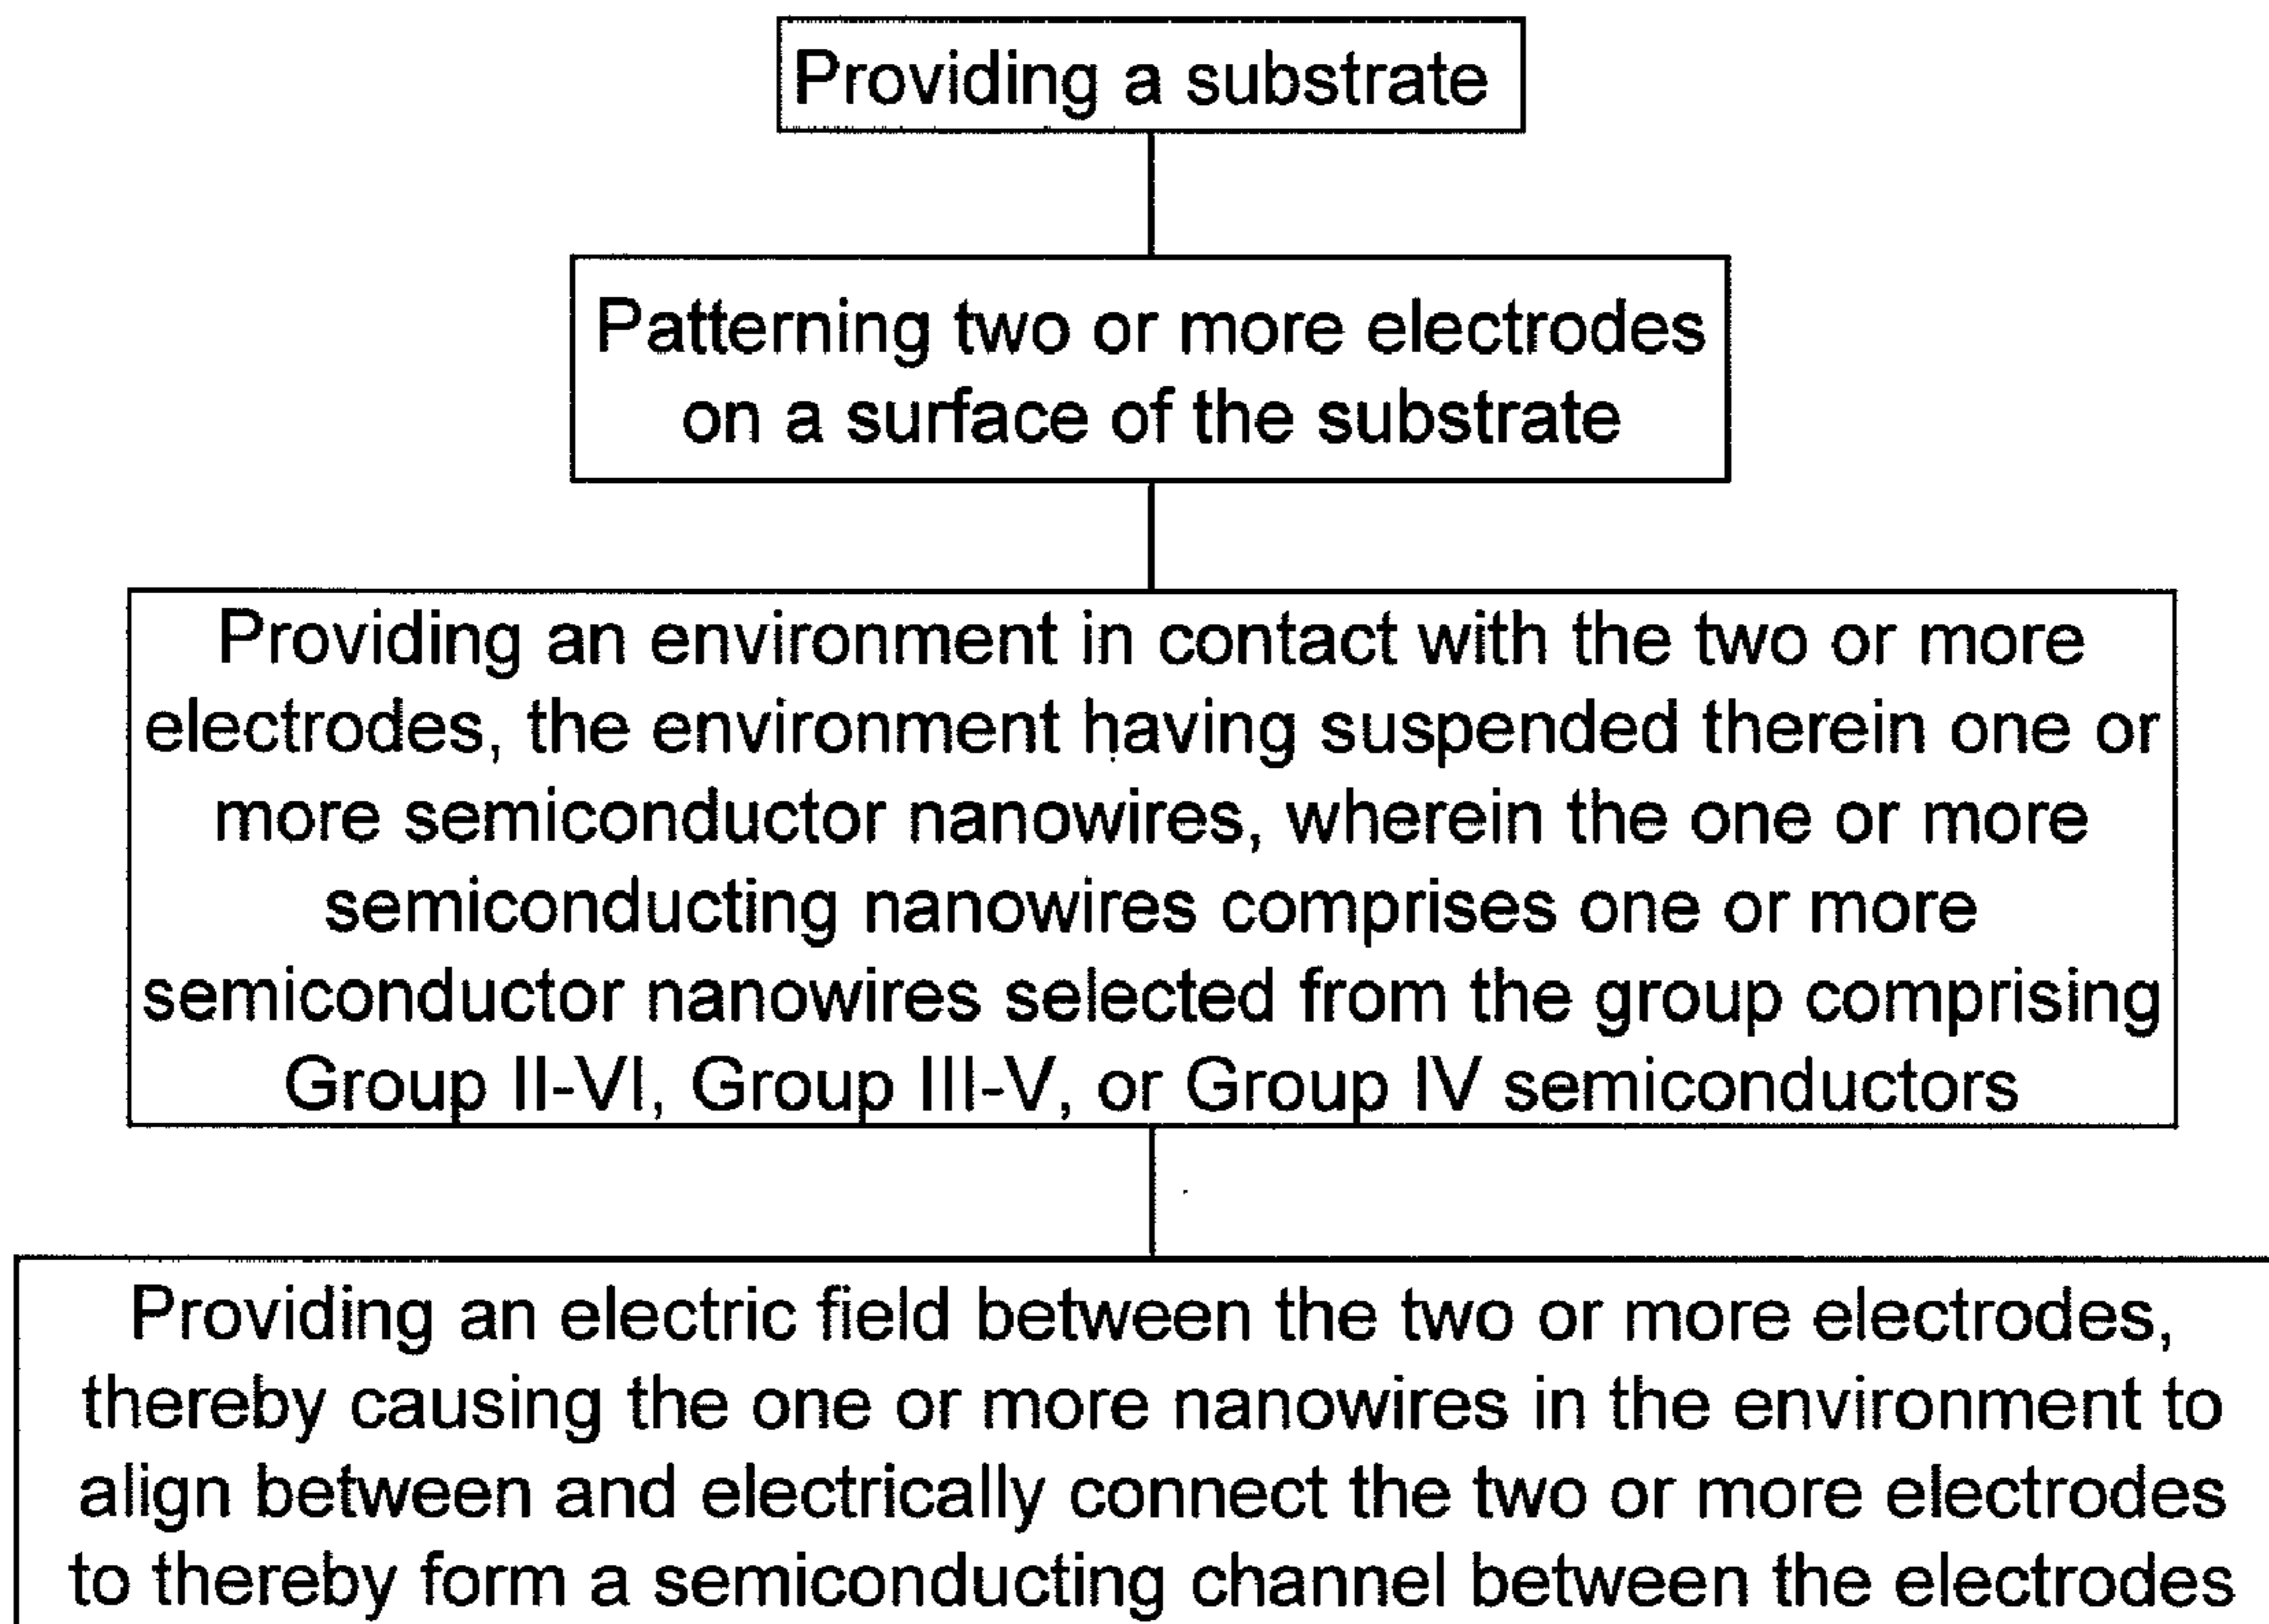 Providing a substrate
Patterning two or more electrodes
on a surface of the substrate
Providing an environment in contact with the two or more
electrodes, the environment having suspended therein one or
more semiconductor nanowires, wherein the one or more
semiconducting nanowires comprises one or more
semiconductor nanowires selected from the group comprising
Group II-VI, Group III-V, or Group IV semiconductors
Providing an electric field between the two or more electrodes,
thereby causing the one or more nanowires in the environment to
align between and electrically connect the two or more electrodes
to thereby form a semiconducting channel between the electrodes